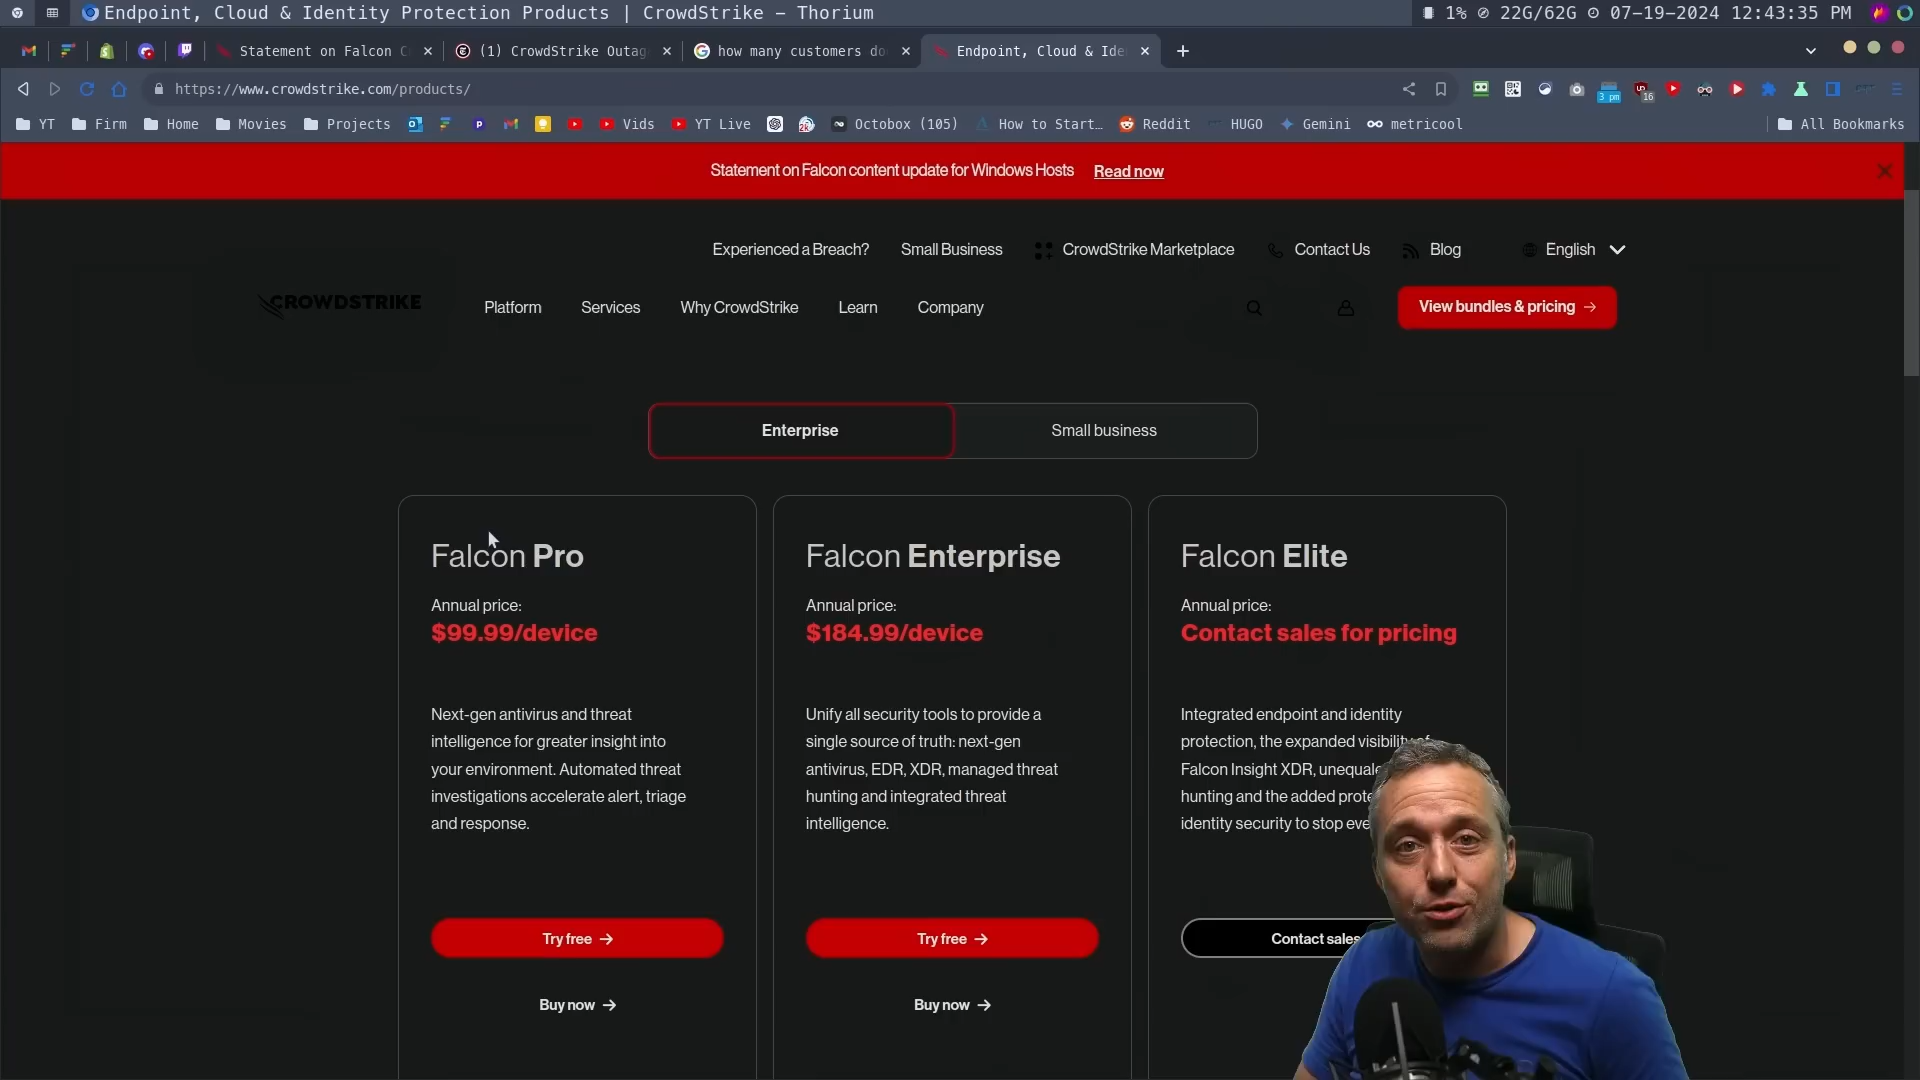 Endpoint, Cloud & Identity Protection Products | CrowdStrike – Thorium
1% 22G/62G 07-19-2024 12:43:35 PM
Statement on Falcon C
(1) CrowdStrike Outag
how many customers do
Endpoint, Cloud & Ide
https://www.crowdstrike.com/products/
3 pm
16
YT Firm Home Movies Projects Vids YT Live Octobox (105) How to Start… Reddit HUGO Gemini metricool All Bookmarks
Statement on Falcon content update for Windows Hosts Read now
Experienced a Breach? Small Business CrowdStrike Marketplace Contact Us Blog English
CROWDSTRIKE Platform Services Why CrowdStrike Learn Company View bundles & pricing →
Enterprise Small business
Falcon Pro
Annual price:
$99.99/device
Next-gen antivirus and threat
intelligence for greater insight into
your environment. Automated threat
investigations accelerate alert, triage
and response.
Try free →
Buy now →
Falcon Enterprise
Annual price:
$184.99/device
Unify all security tools to provide a
single source of truth: next-gen
antivirus, EDR, XDR, managed threat
hunting and integrated threat
intelligence.
Try free →
Buy now →
Falcon Elite
Annual price:
Contact sales for pricing
Integrated endpoint and identity
protection, the expanded visibility of
Falcon Insight XDR,
hunting and the added
identity security to stop
Contact sales